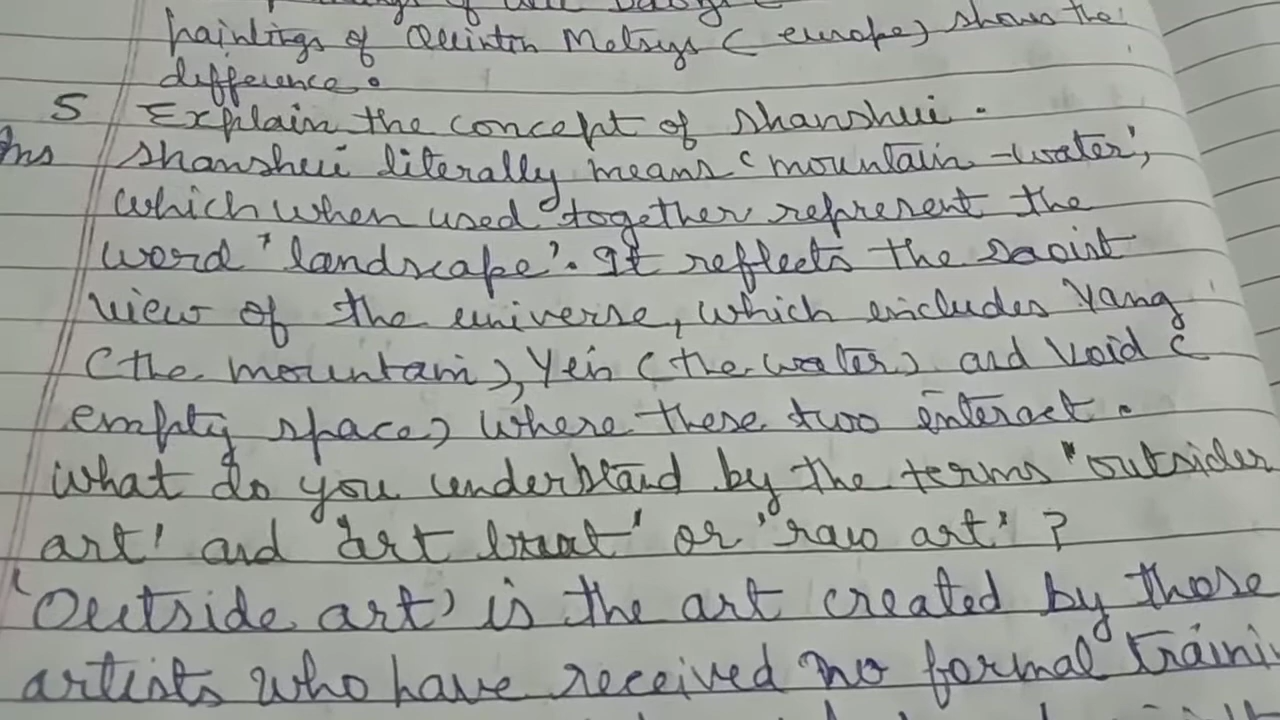 paintings of Quintin Metsys (europe) shows the
difference.
5 Explain the concept of shanshui.
Ans shanshui literally means 'mountain-water',
which when used together represent the
word 'landscape'. It reflects the Daoist
view of the universe, which includes Yang
(the mountain), Yein (the water) and Void (
empty space) where these two interact.
What do you understand by the terms "outsider
art' and 'art brut' or 'raw art'?
'Outside art' is the art created by those
artists who have received no formal traini